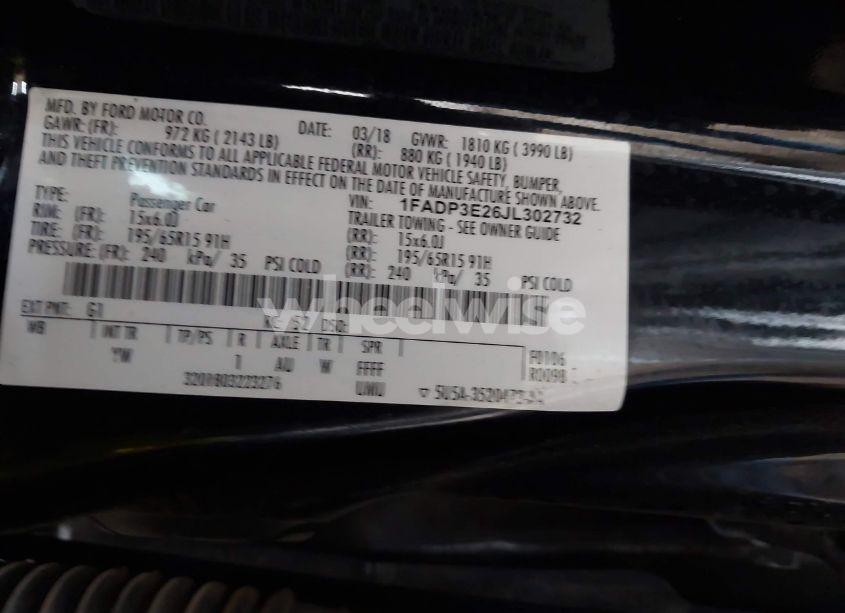 MFD. BY FORD MOTOR CO.
DATE: 03/18 GVWR: 1810 KG ( 3990 LB)
GAWR: (FR): 972 KG ( 2143 LB) (RR): 880 KG ( 1940 LB)
THIS VEHICLE CONFORMS TO ALL APPLICABLE FEDERAL MOTOR VEHICLE SAFETY, BUMPER,
AND THEFT PREVENTION STANDARDS IN EFFECT ON THE DATE OF MANUFACTURE SHOWN ABOVE.
VIN: 1FADP3E26JL302732
TYPE: Passenger Car TRAILER TOWING - SEE OWNER GUIDE
RIM: (FR): 15x6.0J (RR): 15x6.0J
TIRE: (FR): 195/65R15 91H (RR): 195/65R15 91H
PRESSURE: (FR): 240 kPa/ 35 PSI COLD (RR): 240 kPa/ 35 PSI COLD
wheelwise
EXT PNT: G1 DSO:
WB INT TR TP/PS R AXLE TR SPR
YW 1 W FFFF
F0106